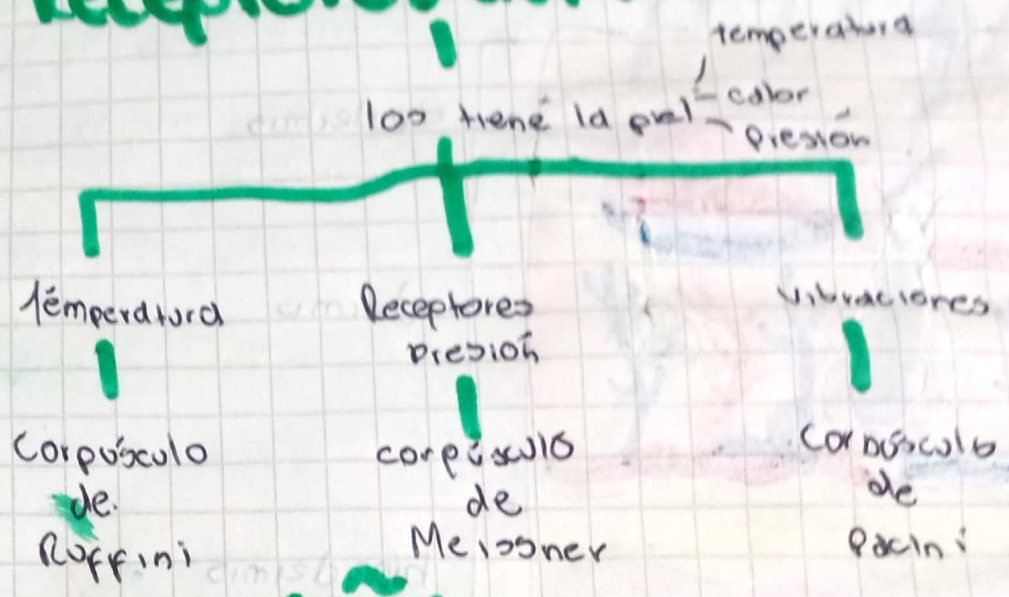 Receptores
temperatura
los tiene la piel - calor
presión
Temperatura
Receptores
presión
Vibraciones
Corpúsculo
de
Ruffini
corpúsculo
de
Meissner
Corpúsculo
de
Pacini